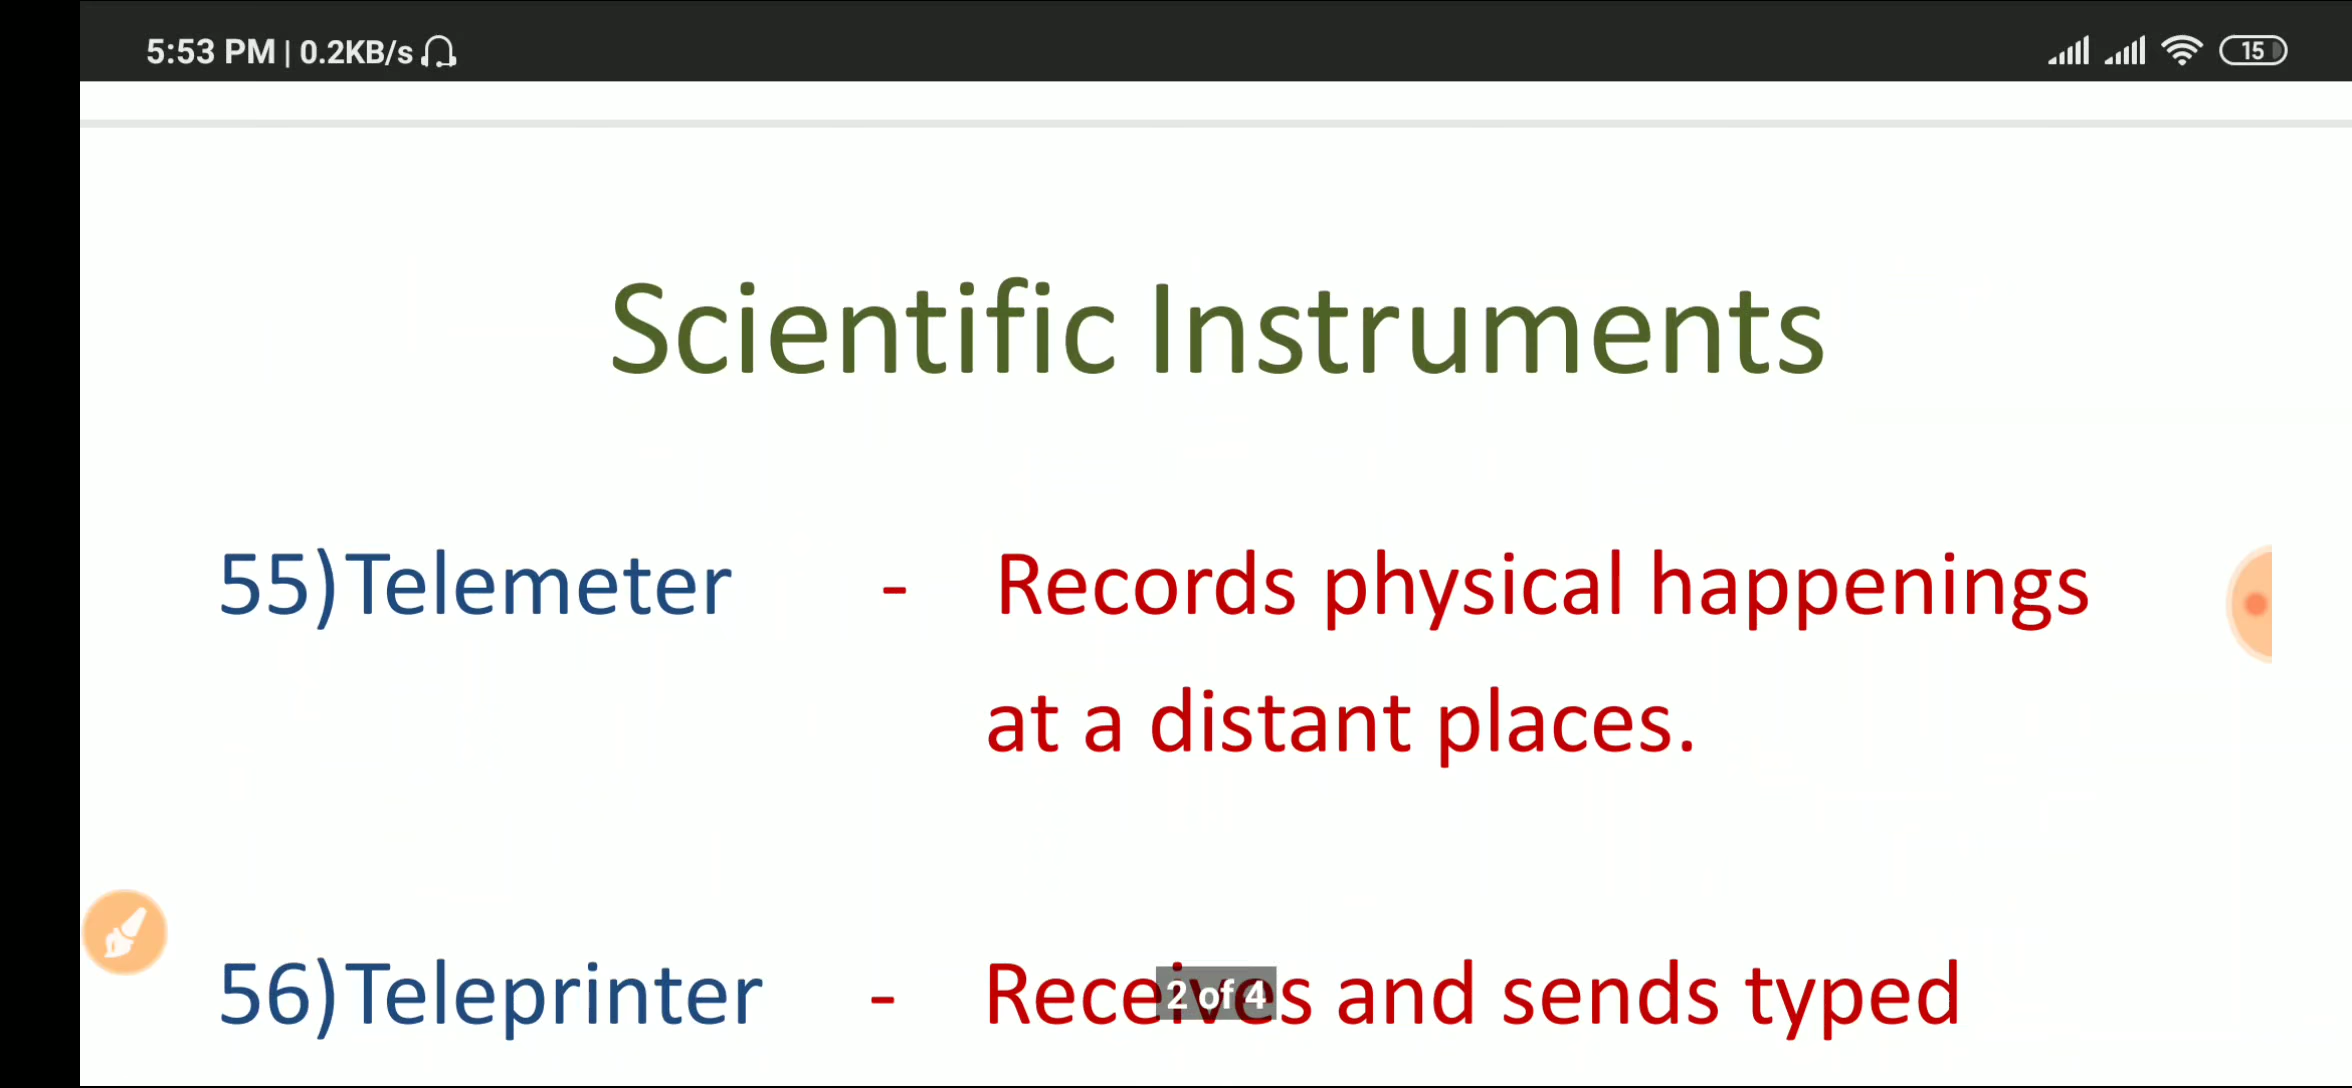 5:53 PM | 0.2KB/s
15
Scientific Instruments
55) Telemeter - Records physical happenings
at a distant places.
56) Teleprinter - Receives and sends typed
2 of 4